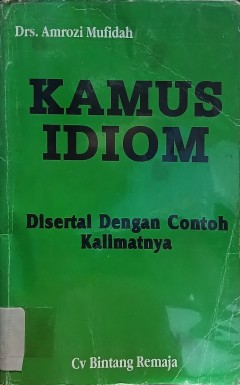 Drs. Amrozi Mufidah
KAMUS
IDIOM
Disertai Dengan Contoh
Kalimatnya
Cv Bintang Remaja